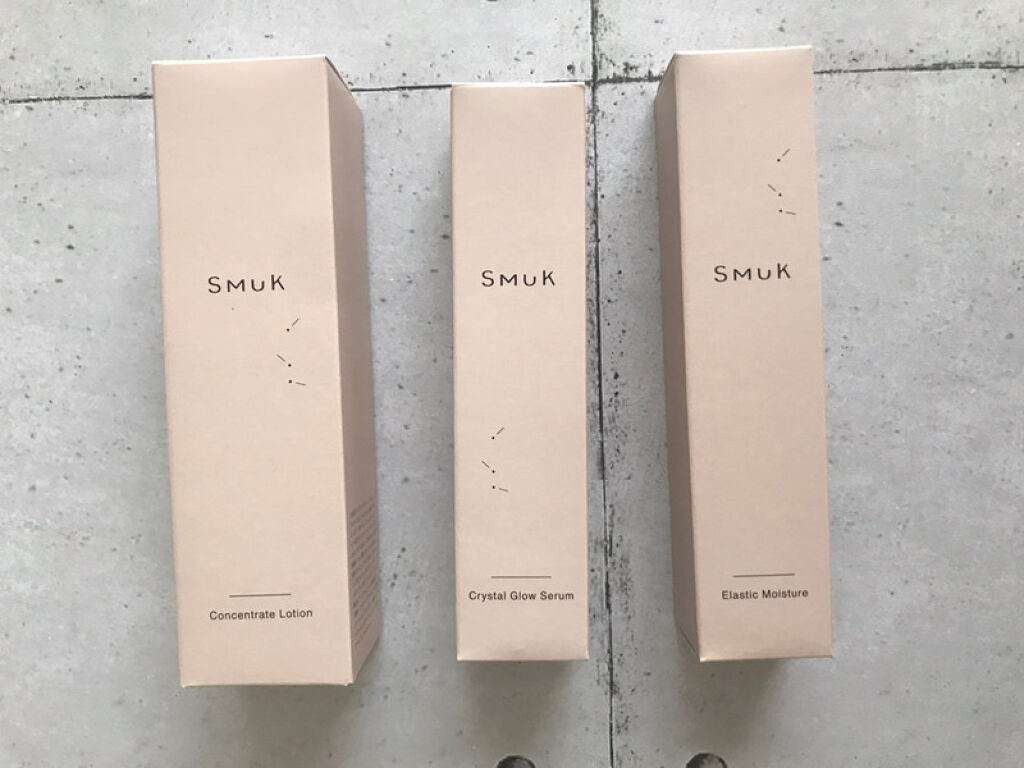 SMUK
Concentrate Lotion
SMUK
Crystal Glow Serum
SMUK
Elastic Moisture